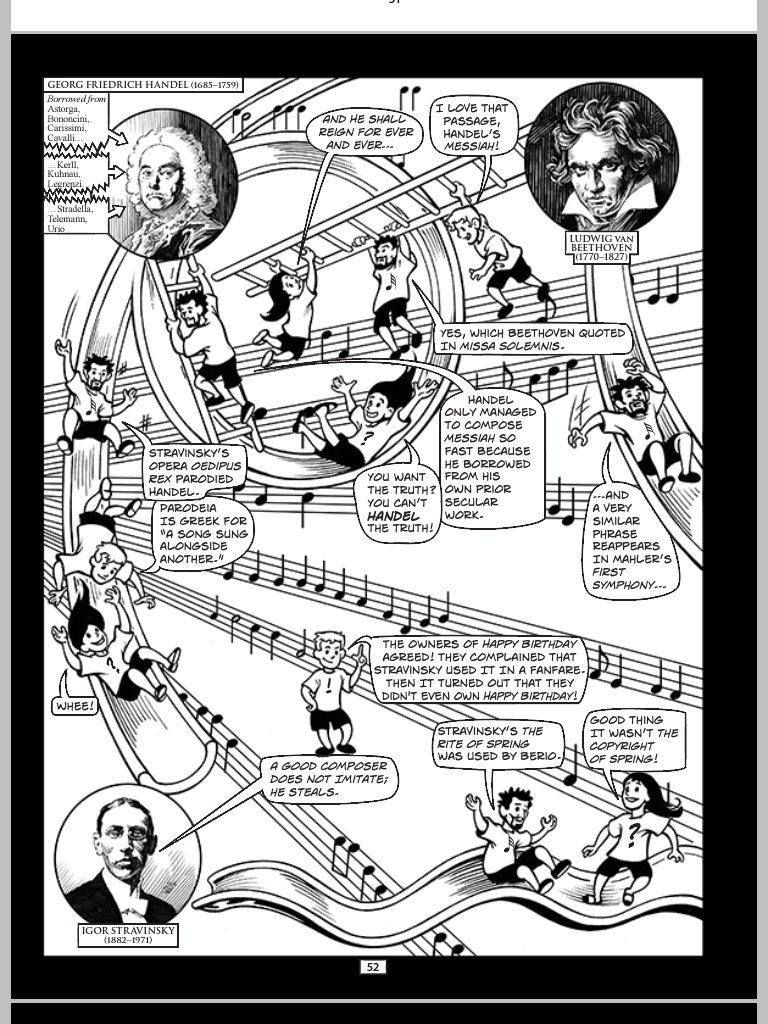 GEORG FRIEDRICH HANDEL (1685–1759)
Borrowed from
Astorga,
Bononcini,
Carissimi,
Cavalli...
...Kerll,
Kuhnau,
Legrenzi
...Stradella,
Telemann,
Urio
AND HE SHALL
REIGN FOR EVER
AND EVER...
I LOVE THAT
PASSAGE,
HANDEL'S
MESSIAH!
LUDWIG VAN
BEETHOVEN
(1770–1827)
YES, WHICH BEETHOVEN QUOTED
IN MISSA SOLEMNIS.
HANDEL
ONLY MANAGED
TO COMPOSE
MESSIAH SO
FAST BECAUSE
HE BORROWED
FROM HIS
OWN PRIOR
SECULAR
WORK.
STRAVINSKY'S
OPERA OEDIPUS
REX PARODIED
HANDEL.
YOU WANT
THE TRUTH?
YOU CAN'T
HANDEL
THE TRUTH!
...AND
A VERY
SIMILAR
PHRASE
REAPPEARS
IN MAHLER'S
FIRST
SYMPHONY...
PARODEIA
IS GREEK FOR
"A SONG SUNG
ALONGSIDE
ANOTHER."
?
!
WHEE!
THE OWNERS OF HAPPY BIRTHDAY
AGREED! THEY COMPLAINED THAT
STRAVINSKY USED IT IN A FANFARE.
THEN IT TURNED OUT THAT THEY
DIDN'T EVEN OWN HAPPY BIRTHDAY!
STRAVINSKY'S THE
RITE OF SPRING
WAS USED BY BERIO.
GOOD THING
IT WASN'T THE
COPYRIGHT
OF SPRING!
A GOOD COMPOSER
DOES NOT IMITATE;
HE STEALS.
?
IGOR STRAVINSKY
(1882–1971)
52